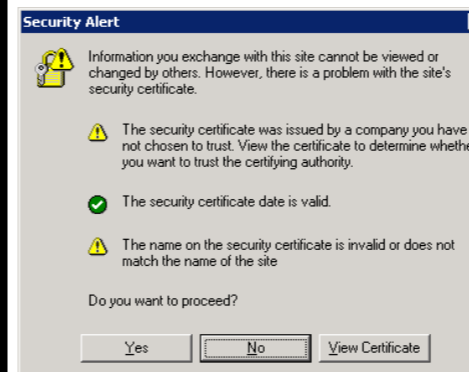 Security Alert
Information you exchange with this site cannot be viewed or
changed by others. However, there is a problem with the site's
security certificate.
The security certificate was issued by a company you have
not chosen to trust. View the certificate to determine whethe
you want to trust the certifying authority.
The security certificate date is valid.
The name on the security certificate is invalid or does not
match the name of the site
Do you want to proceed?
Yes No View Certificate